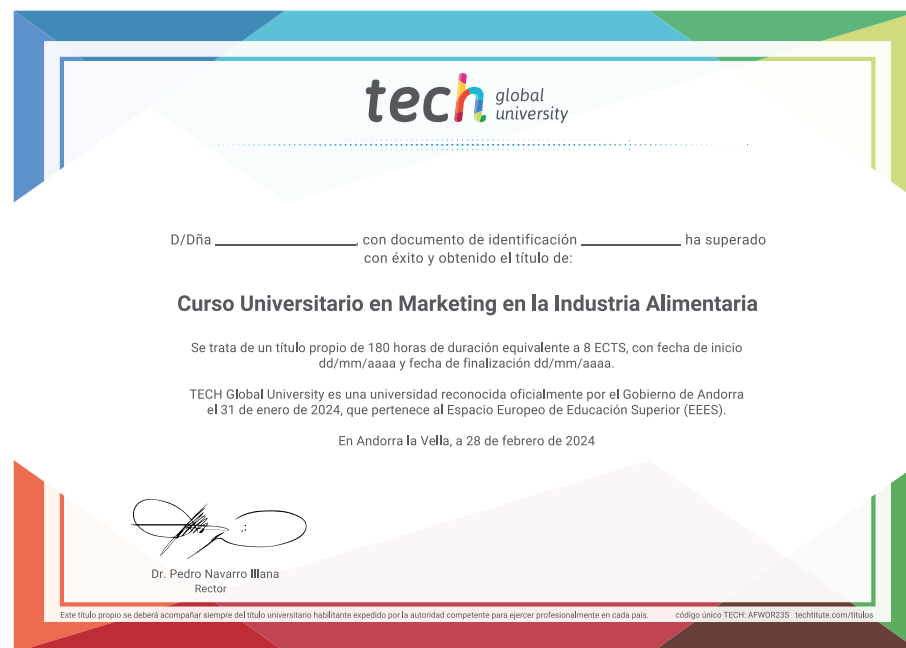 tech global university
D/Dña ____________, con documento de identificación ____________ ha superado
con éxito y obtenido el título de:
Curso Universitario en Marketing en la Industria Alimentaria
Se trata de un título propio de 180 horas de duración equivalente a 8 ECTS, con fecha de inicio
dd/mm/aaaa y fecha de finalización dd/mm/aaaa.
TECH Global University es una universidad reconocida oficialmente por el Gobierno de Andorra
el 31 de enero de 2024, que pertenece al Espacio Europeo de Educación Superior (EEES).
En Andorra la Vella, a 28 de febrero de 2024
Dr. Pedro Navarro Illana
Rector
Este título propio se deberá acompañar siempre del título universitario habilitante expedido por la autoridad competente para ejercer profesionalmente en cada país. código único TECH: AFWOR23S techtitute.com/titulos